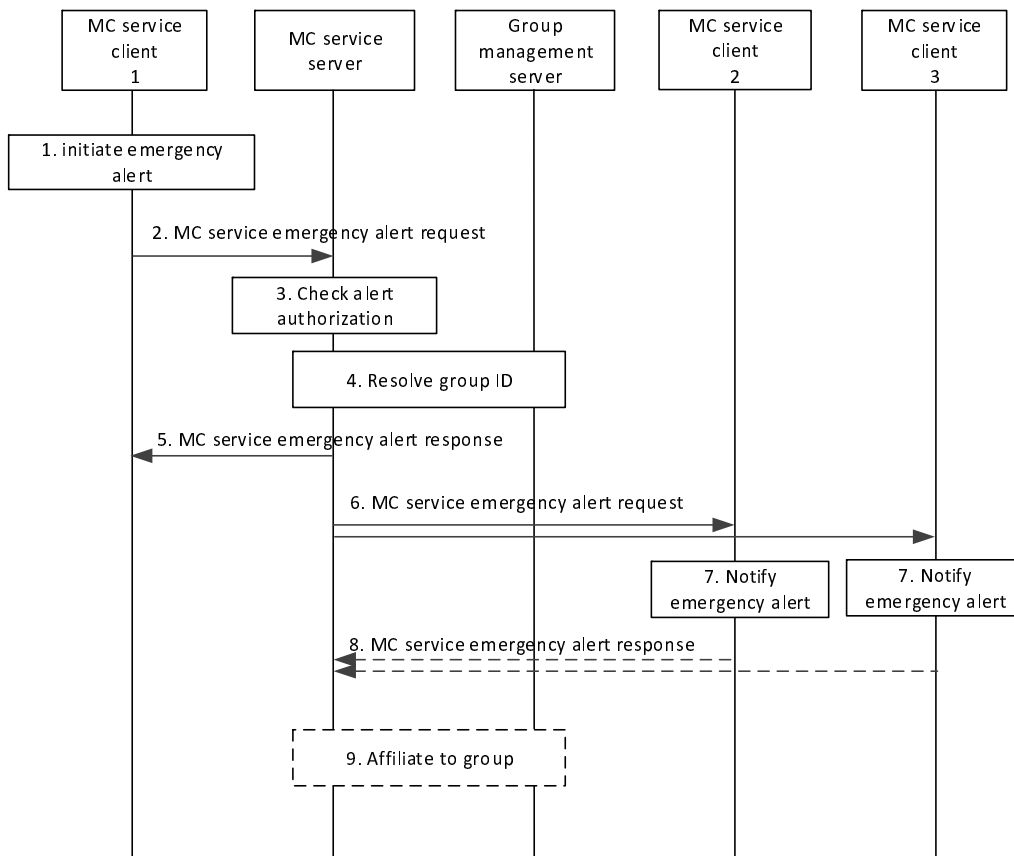 MC service
client
1
MC service
server
Group
management
server
MC service
client
2
MC service
client
3
1. initiate emergency
alert
2. MC service emergency alert request
3. Check alert
authorization
4. Resolve group ID
5. MC service emergency alert response
6. MC service emergency alert request
7. Notify
emergency alert
7. Notify
emergency alert
8. MC service emergency alert response
9. Affiliate to group